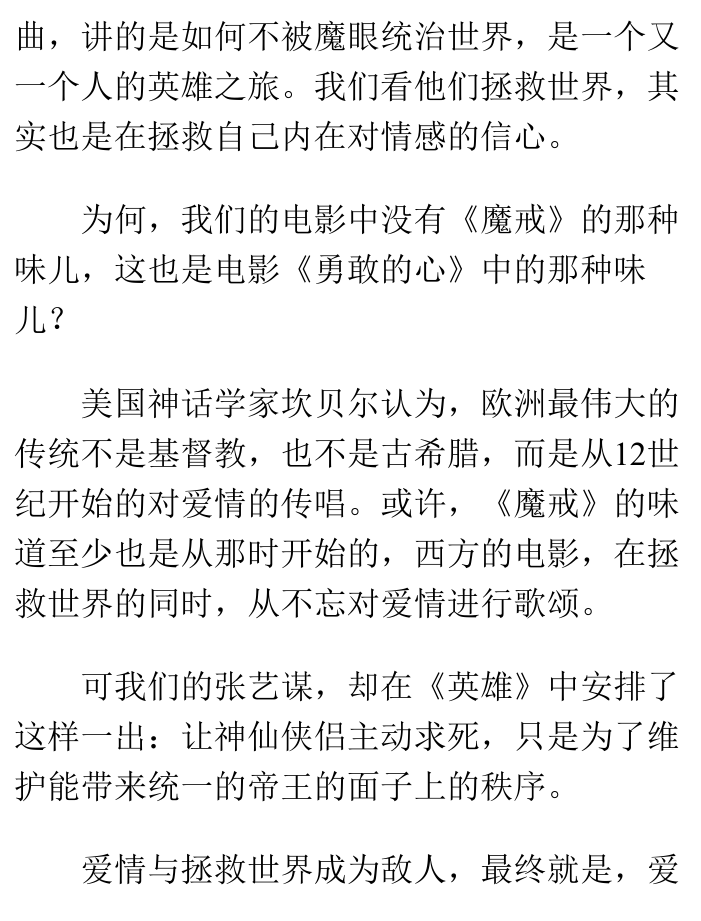 曲，讲的是如何不被魔眼统治世界，是一个又
一个人的英雄之旅。我们看他们拯救世界，其
实也是在拯救自己内在对情感的信心。
为何，我们的电影中没有《魔戒》的那种
味儿，这也是电影《勇敢的心》中的那种味
儿？
美国神话学家坎贝尔认为，欧洲最伟大的
传统不是基督教，也不是古希腊，而是从12世
纪开始的对爱情的传唱。或许，《魔戒》的味
道至少也是从那时开始的，西方的电影，在拯
救世界的同时，从不忘对爱情进行歌颂。
可我们的张艺谋，却在《英雄》中安排了
这样一出：让神仙侠侣主动求死，只是为了维
护能带来统一的帝王的面子上的秩序。
爱情与拯救世界成为敌人，最终就是，爱